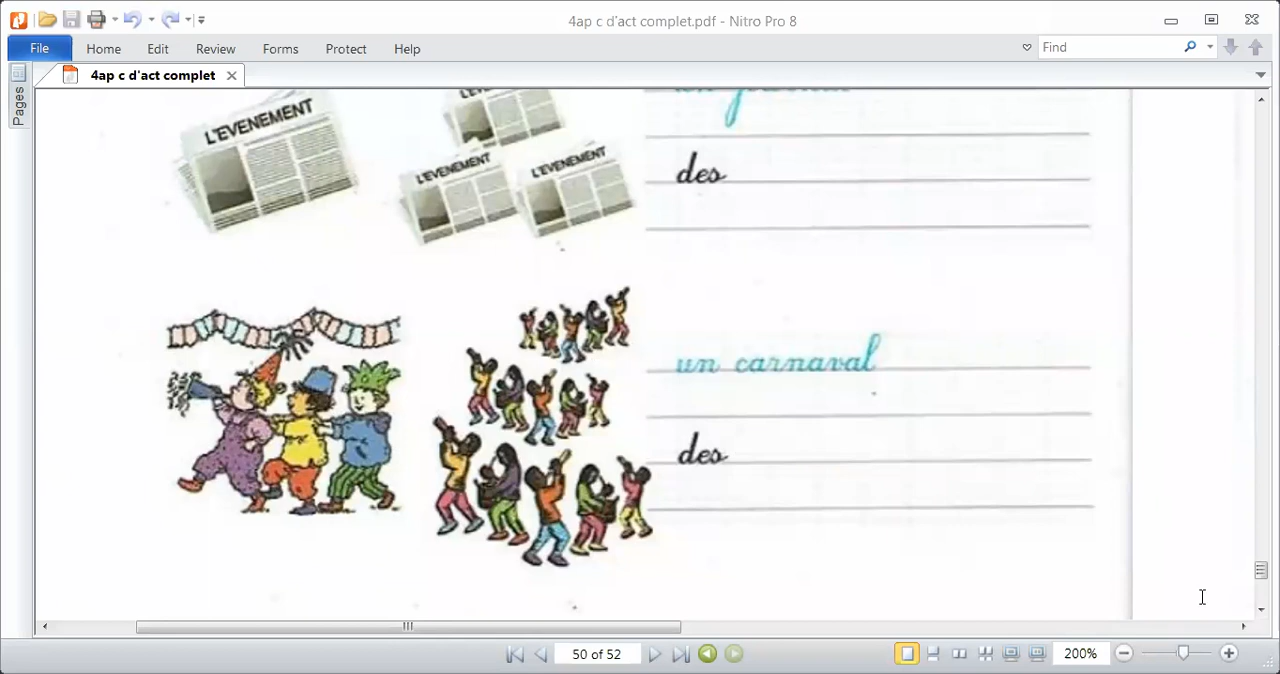 4ap c d'act complet.pdf - Nitro Pro 8
File Home Edit Review Forms Protect Help
Find
4ap c d'act complet
Pages
L'EVENEMENT
L'EVENEMENT
L'EVENEMENT
des
un carnaval
des
50 of 52
200%